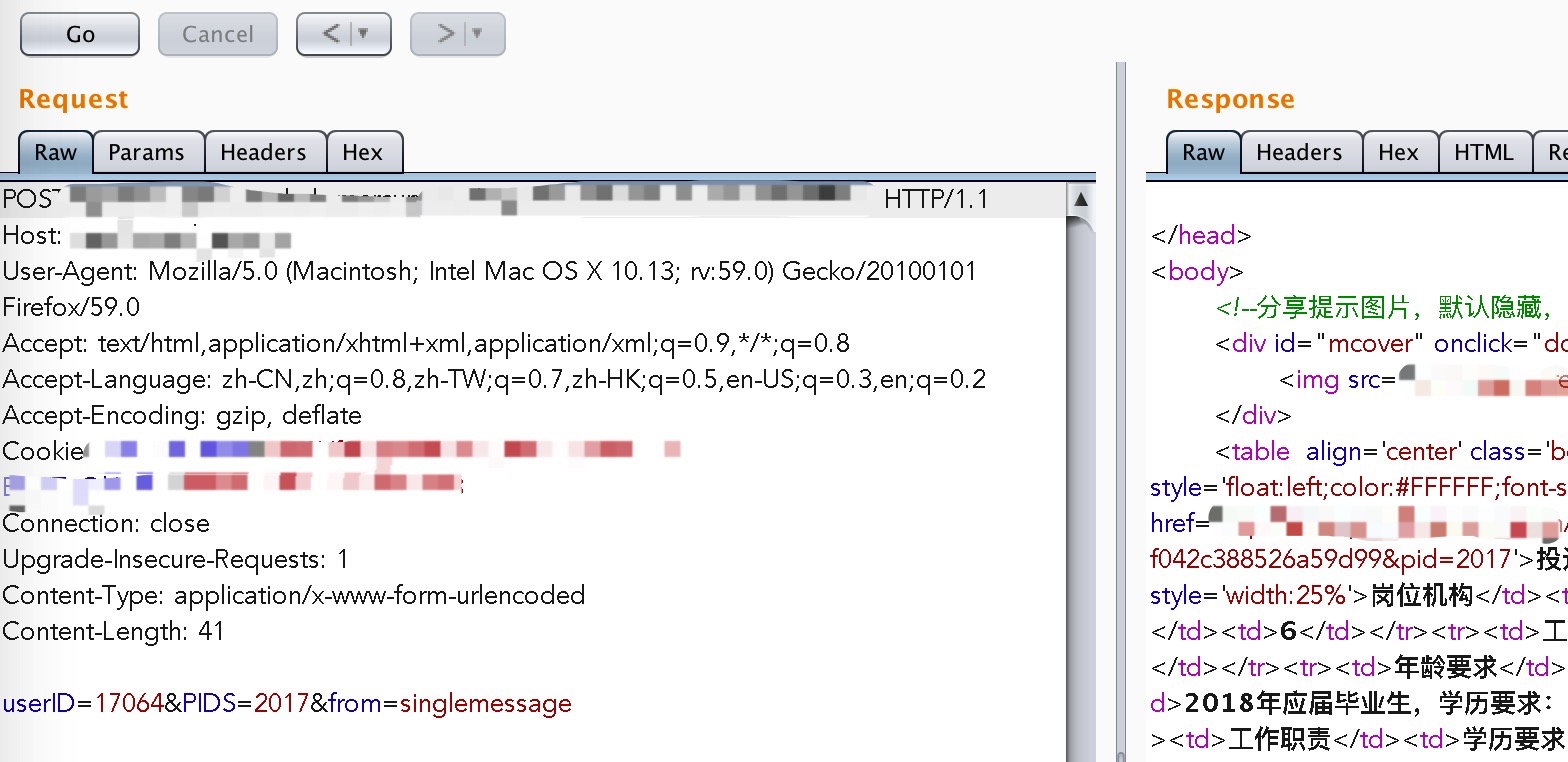 Go Cancel < >
Request
Raw Params Headers Hex
POST HTTP/1.1
Host:
User-Agent: Mozilla/5.0 (Macintosh; Intel Mac OS X 10.13; rv:59.0) Gecko/20100101
Firefox/59.0
Accept: text/html,application/xhtml+xml,application/xml;q=0.9,*/*;q=0.8
Accept-Language: zh-CN,zh;q=0.8,zh-TW;q=0.7,zh-HK;q=0.5,en-US;q=0.3,en;q=0.2
Accept-Encoding: gzip, deflate
Cookie
Connection: close
Upgrade-Insecure-Requests: 1
Content-Type: application/x-www-form-urlencoded
Content-Length: 41
userID=17064&PIDS=2017&from=singlemessage
Response
Raw Headers Hex HTML Re
</head>
<body>
<!--分享提示图片，默认隐藏，
<div id="mcover" onclick="do
<img src=
</div>
<table align='center' class='b
style='float:left;color:#FFFFFF;font-s
href=
f042c388526a59d99&pid=2017'>投
style='width:25%'>岗位机构</td><t
</td><td>6</td></tr><tr><td>工
</td></tr><tr><td>年龄要求</td>
d>2018年应届毕业生，学历要求：
><td>工作职责</td><td>学历要求